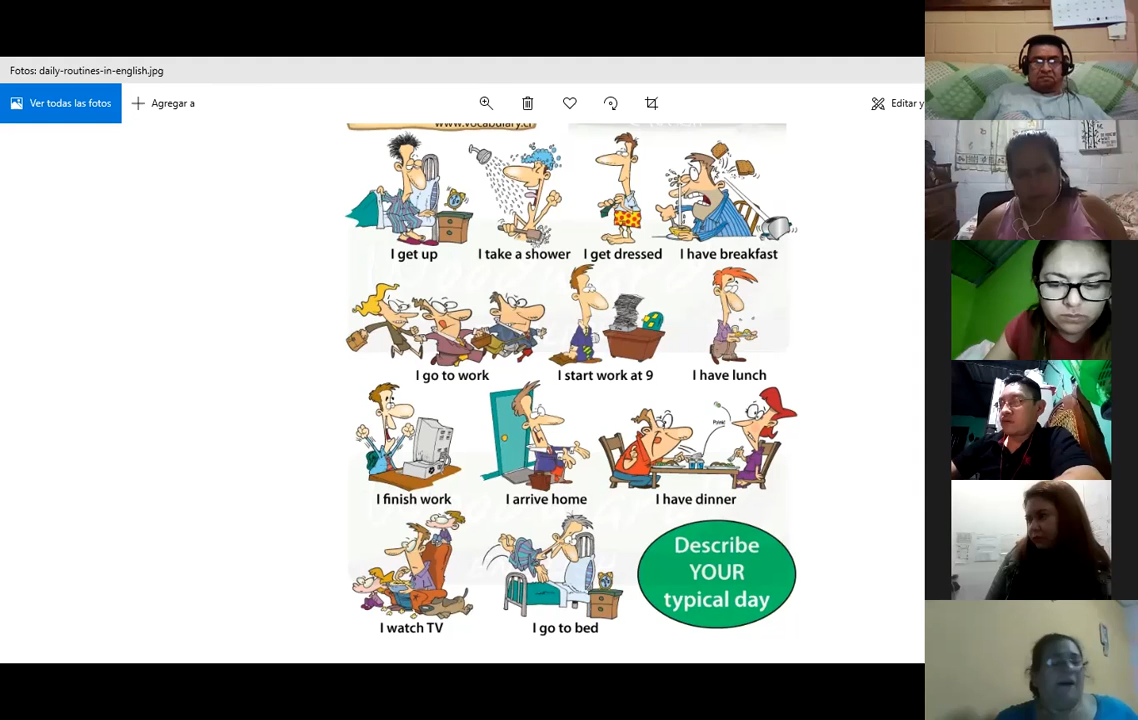 Fotos: daily-routines-in-english.jpg
Ver todas las fotos
Agregar a
Editar y
www.vocabulary.cl
I get up
I take a shower
I get dressed
I have breakfast
I go to work
I start work at 9
I have lunch
I finish work
I arrive home
I have dinner
I watch TV
I go to bed
Describe
YOUR
typical day